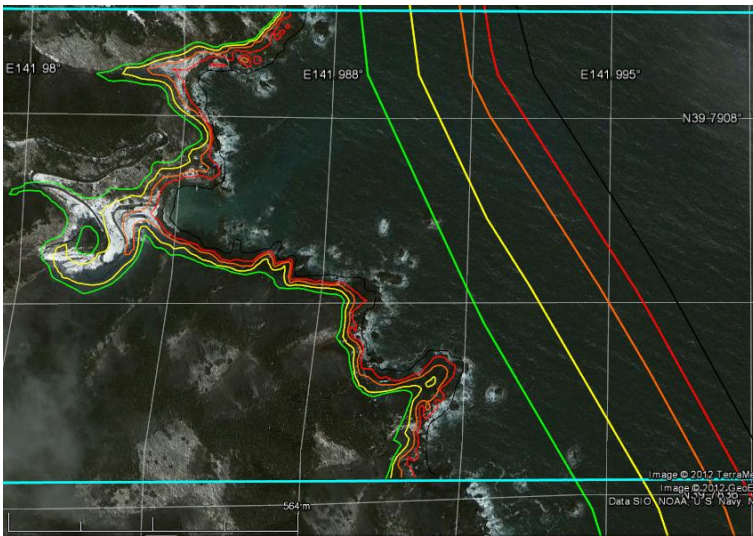 E141.98°
E141.988°
E141.995°
N39.7908°
Image © 2012 TerraMe
Image © 2012 GeoE
Data SIO, NOAA, U.S. Navy, N
564 m